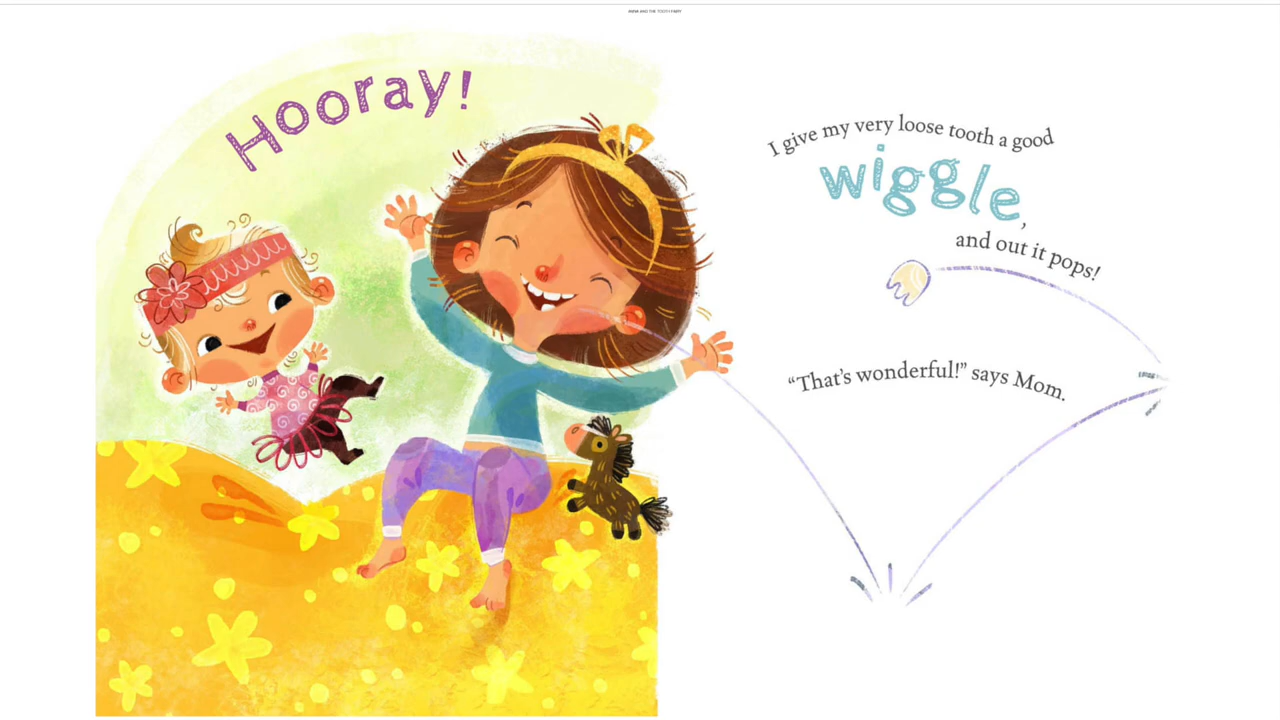 Hooray!
I give my very loose tooth a good
wiggle,
and out it pops!
“That’s wonderful!” says Mom.